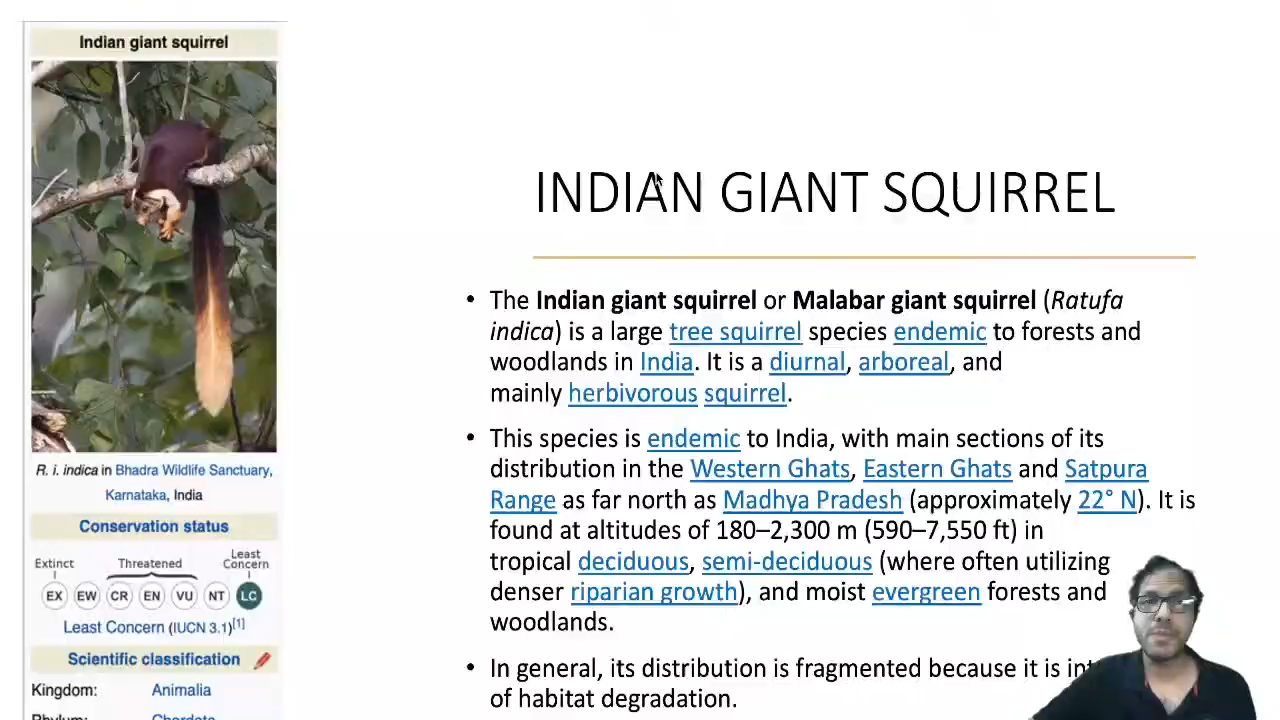 Indian giant squirrel
R. i. indica in Bhadra Wildlife Sanctuary,
Karnataka, India
Conservation status
Extinct
Threatened
Least
Concern
EX EW CR EN VU NT LC
Least Concern (IUCN 3.1)[1]
Scientific classification
Kingdom: Animalia
Phylum: Chordata
INDIAN GIANT SQUIRREL
• The Indian giant squirrel or Malabar giant squirrel (Ratufa
indica) is a large tree squirrel species endemic to forests and
woodlands in India. It is a diurnal, arboreal, and
mainly herbivorous squirrel.
• This species is endemic to India, with main sections of its
distribution in the Western Ghats, Eastern Ghats and Satpura
Range as far north as Madhya Pradesh (approximately 22° N). It is
found at altitudes of 180–2,300 m (590–7,550 ft) in
tropical deciduous, semi-deciduous (where often utilizing
denser riparian growth), and moist evergreen forests and
woodlands.
• In general, its distribution is fragmented because it is
of habitat degradation.